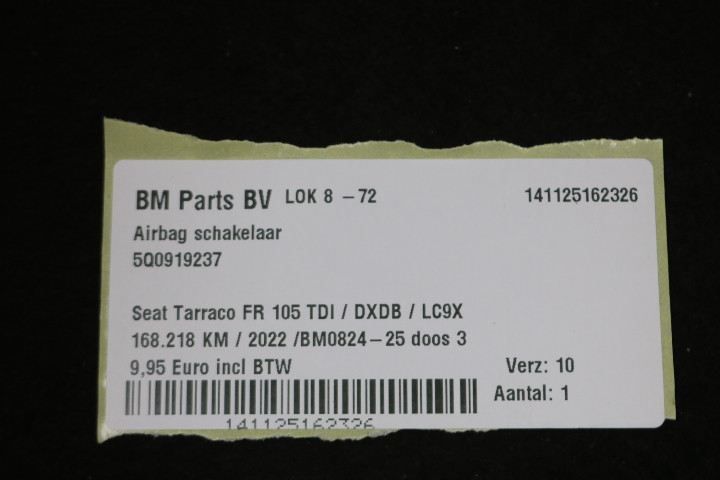 BM Parts BV LOK 8 - 72 141125162326
Airbag schakelaar
5Q0919237
Seat Tarraco FR 105 TDI / DXDB / LC9X
168.218 KM / 2022 /BM0824-25 doos 3
9,95 Euro incl BTW Verz: 10
Aantal: 1
141125162326